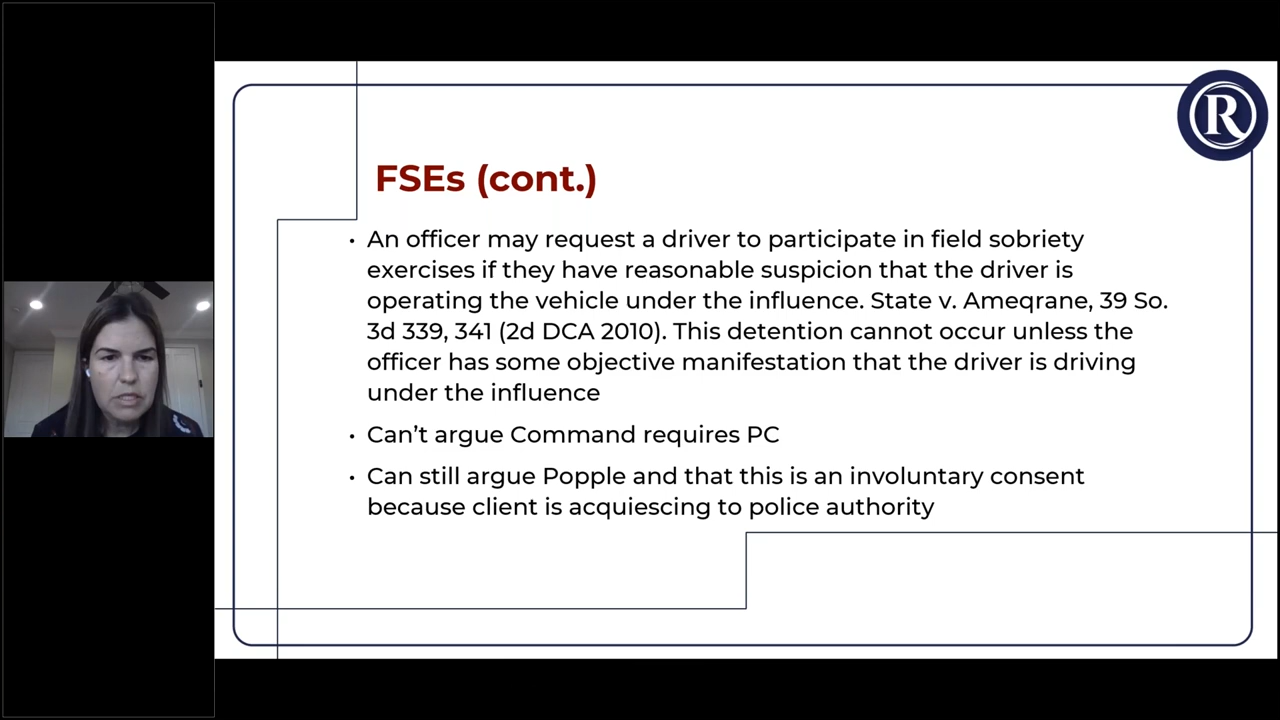 R
FSEs (cont.)
• An officer may request a driver to participate in field sobriety
exercises if they have reasonable suspicion that the driver is
operating the vehicle under the influence. State v. Ameqrane, 39 So.
3d 339, 341 (2d DCA 2010). This detention cannot occur unless the
officer has some objective manifestation that the driver is driving
under the influence
• Can’t argue Command requires PC
• Can still argue Popple and that this is an involuntary consent
because client is acquiescing to police authority